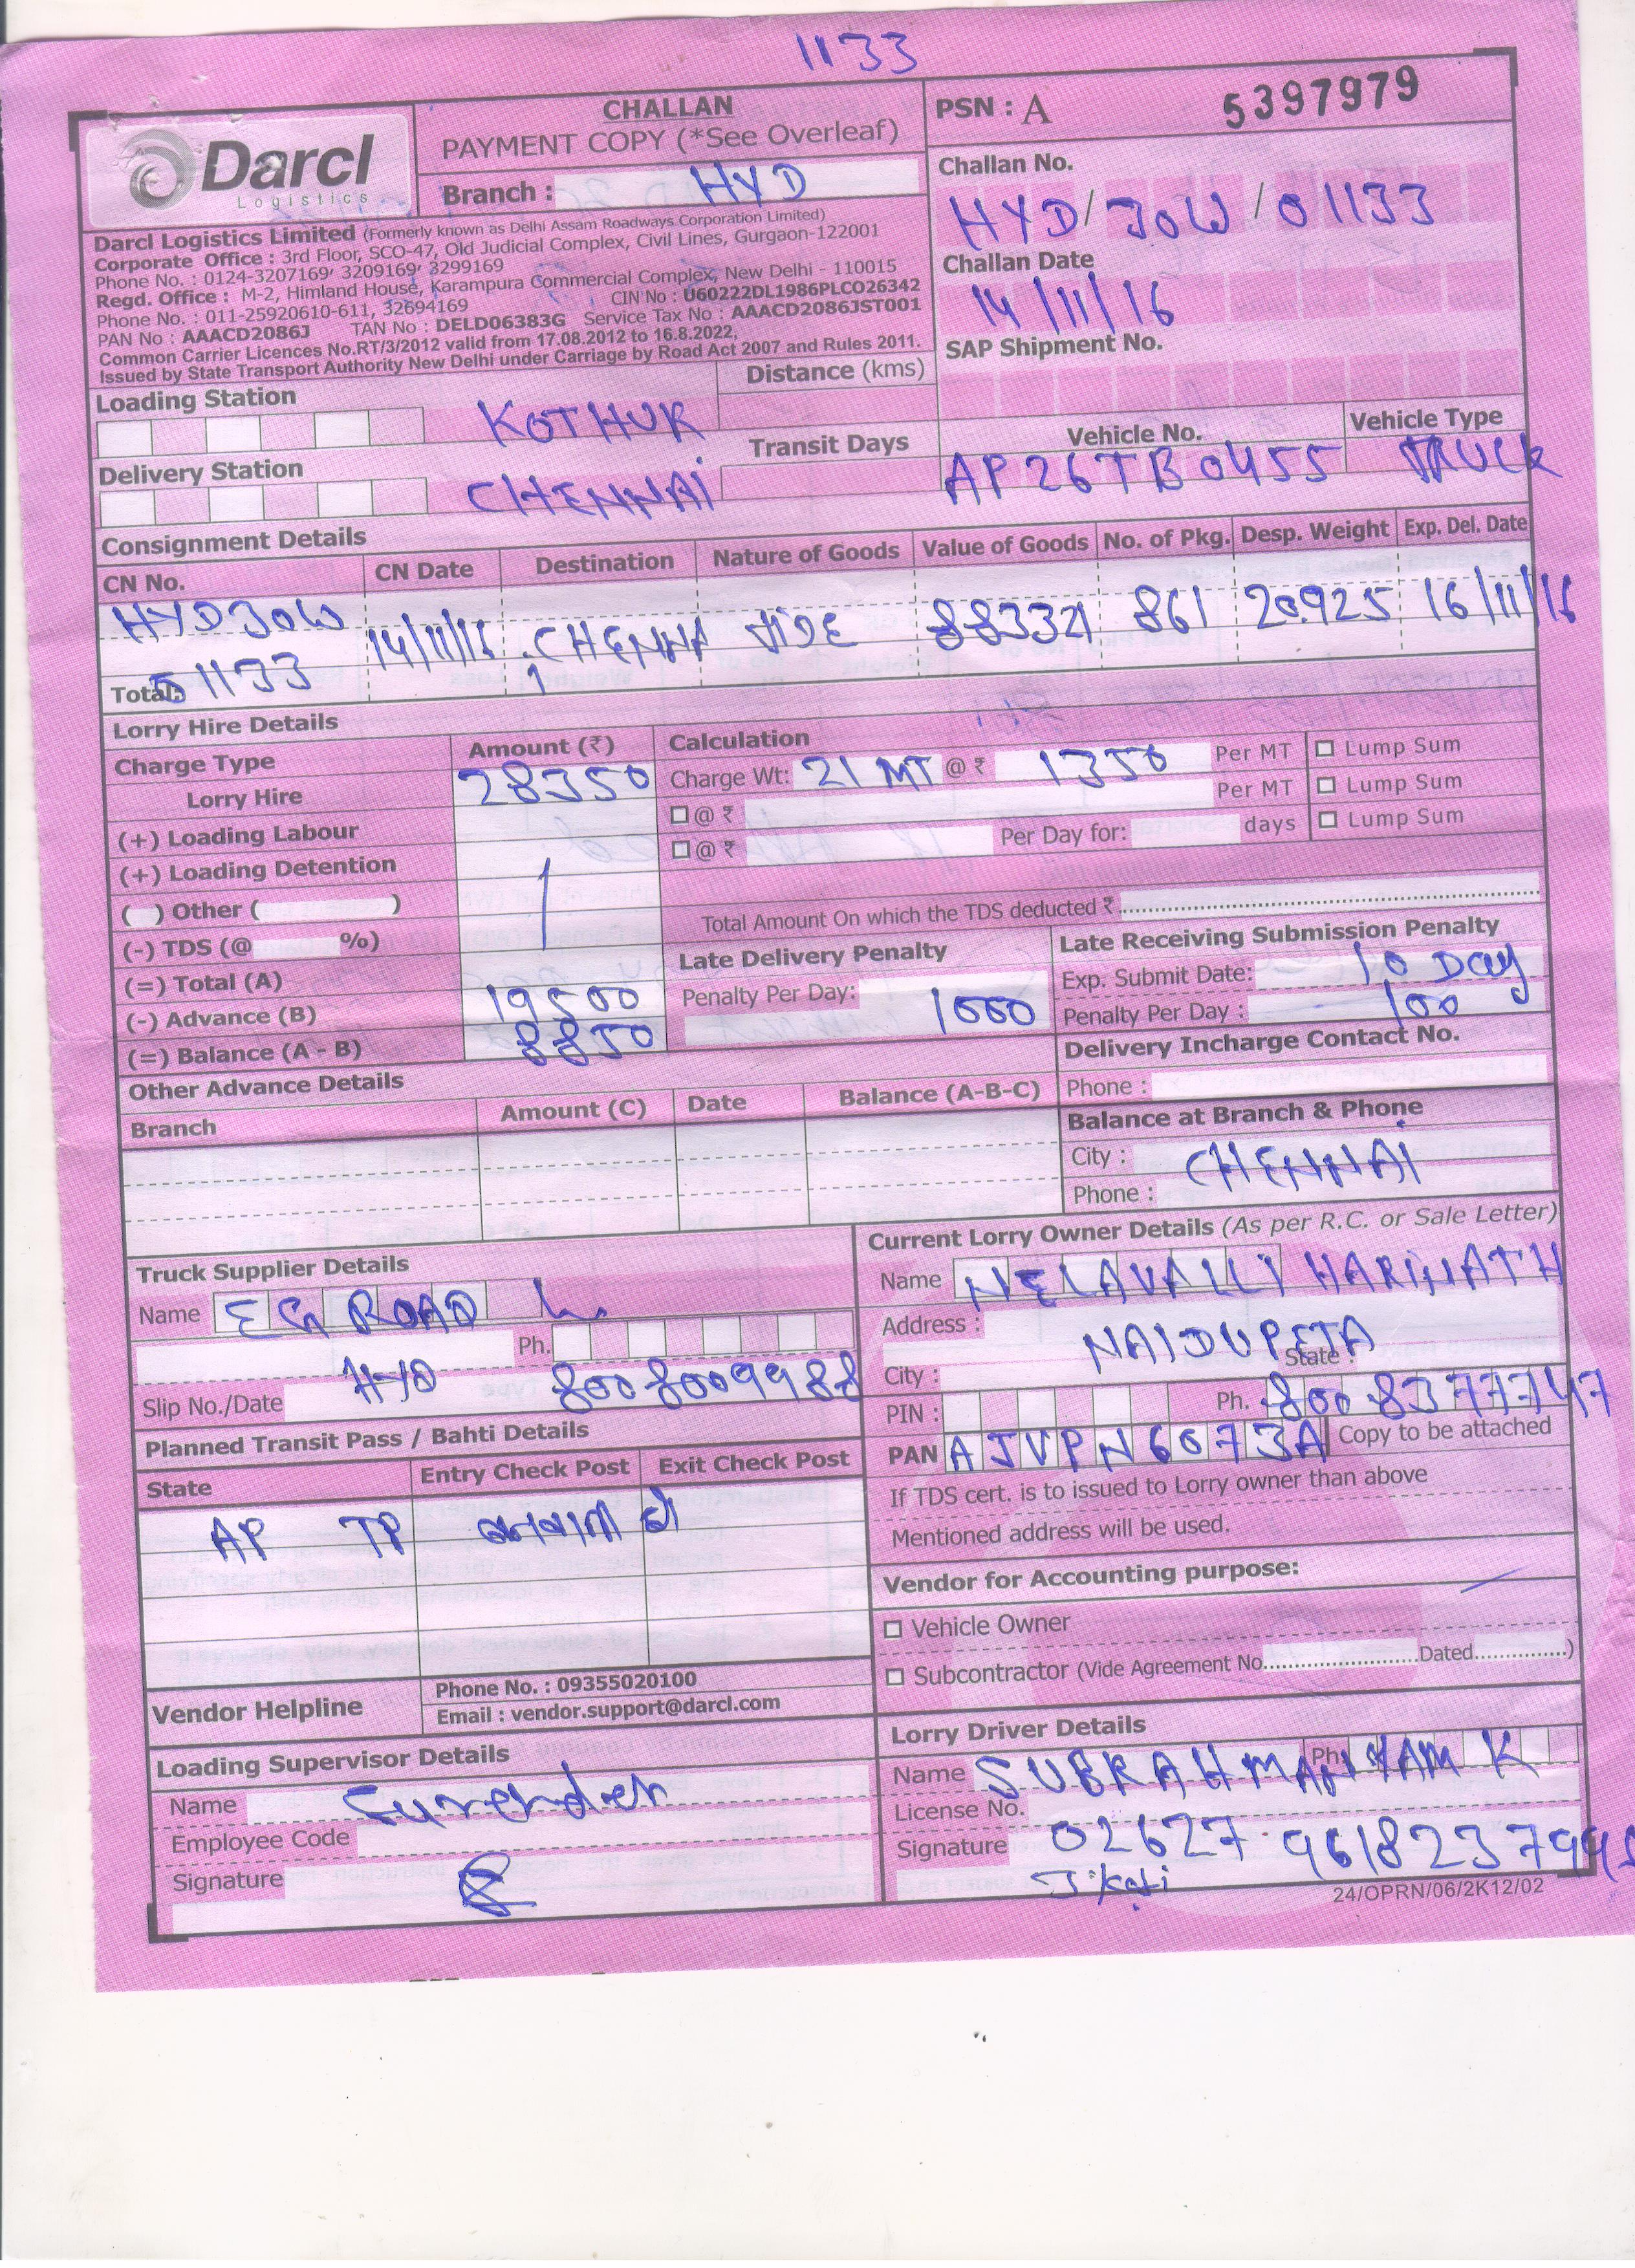 1133
CHALLAN
PAYMENT COPY (*See Overleaf)
PSN : A 5397979
Darcl
Logistics
Branch : HYD
Challan No.
HYD/ JOW / 01133
Darcl Logistics Limited (Formerly known as Delhi Assam Roadways Corporation Limited)
Corporate Office : 3rd Floor, SCO-47, Old Judicial Complex, Civil Lines, Gurgaon-122001
Phone No. : 0124-3207169, 3209169, 3299169
Regd. Office : M-2, Himland House, Karampura Commercial Complex, New Delhi - 110015
CIN No : U60222DL1986PLCO26342
Phone No. : 011-25920610-611, 32694169
Service Tax No : AAACD2086JST001
PAN No : AAACD2086J TAN No : DELD06383G
Common Carrier Licences No.RT/3/2012 valid from 17.08.2012 to 16.8.2022,
Issued by State Transport Authority New Delhi under Carriage by Road Act 2007 and Rules 2011.
Challan Date
14/11/16
SAP Shipment No.
Loading Station KOTHUR
Distance (kms)
Delivery Station CHENNAI
Transit Days
Vehicle No. Vehicle Type
AP26TB0455 TRUCK
Consignment Details
CN No. CN Date Destination Nature of Goods Value of Goods No. of Pkg. Desp. Weight Exp. Del. Date
HYDJOW 14/11/16 CHENNAI 883321 861 20.925 16/11/16
01133
Total:
Lorry Hire Details
Charge Type Amount (₹) Calculation
Lorry Hire 28350 Charge Wt: 21 MT @ ₹ 1350 Per MT Lump Sum
(+) Loading Labour @ ₹ Per MT Lump Sum
(+) Loading Detention @ ₹ Per Day for: days Lump Sum
( ) Other ( ) Total Amount On which the TDS deducted ₹
(-) TDS (@ %)
(=) Total (A)
(-) Advance (B) 19500
(=) Balance (A - B) 8850
Late Delivery Penalty
Penalty Per Day: 1000
Late Receiving Submission Penalty
Exp. Submit Date: 10 Day
Penalty Per Day : 100
Delivery Incharge Contact No.
Phone :
Other Advance Details
Branch Amount (C) Date Balance (A-B-C)
Balance at Branch & Phone
City : CHENNAI
Phone :
Truck Supplier Details
Name EG ROAD L
Ph.
HYD 8008009988
Slip No./Date
Current Lorry Owner Details (As per R.C. or Sale Letter)
Name NELAVALLI HARINATH
Address : NAIDUPETA
City : State :
PIN : Ph. 8008377747
PAN AJVPN6073A Copy to be attached
If TDS cert. is to issued to Lorry owner than above
Mentioned address will be used.
Planned Transit Pass / Bahti Details
State Entry Check Post Exit Check Post
AP TP
Vendor for Accounting purpose:
Vehicle Owner
Subcontractor (Vide Agreement No. Dated )
Vendor Helpline
Phone No. : 09355020100
Email : vendor.support@darcl.com
Loading Supervisor Details
Name Surender
Employee Code
Signature
Lorry Driver Details
Name SUBRAHMANYAM K Ph.
License No.
Signature 02627
24/OPRN/06/2K12/02